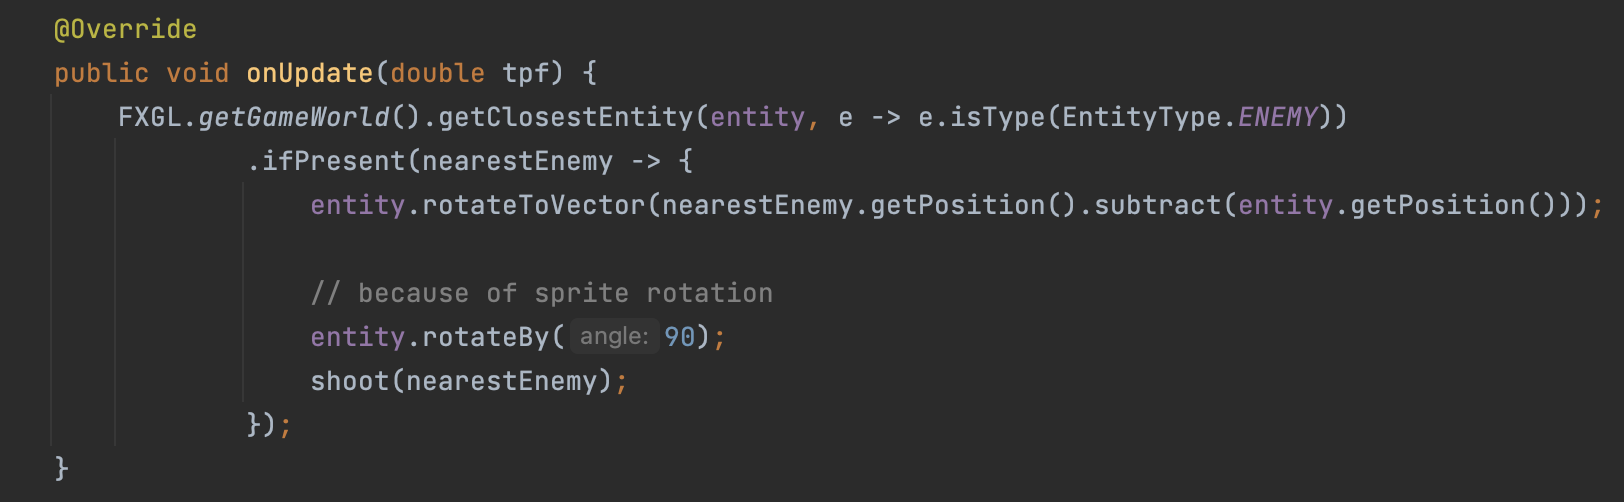 @Override
public void onUpdate(double tpf) {
FXGL.getGameWorld().getClosestEntity(entity, e -> e.isType(EntityType.ENEMY))
.ifPresent(nearestEnemy -> {
entity.rotateToVector(nearestEnemy.getPosition().subtract(entity.getPosition()));
// because of sprite rotation
entity.rotateBy( angle: 90);
shoot(nearestEnemy);
});
}